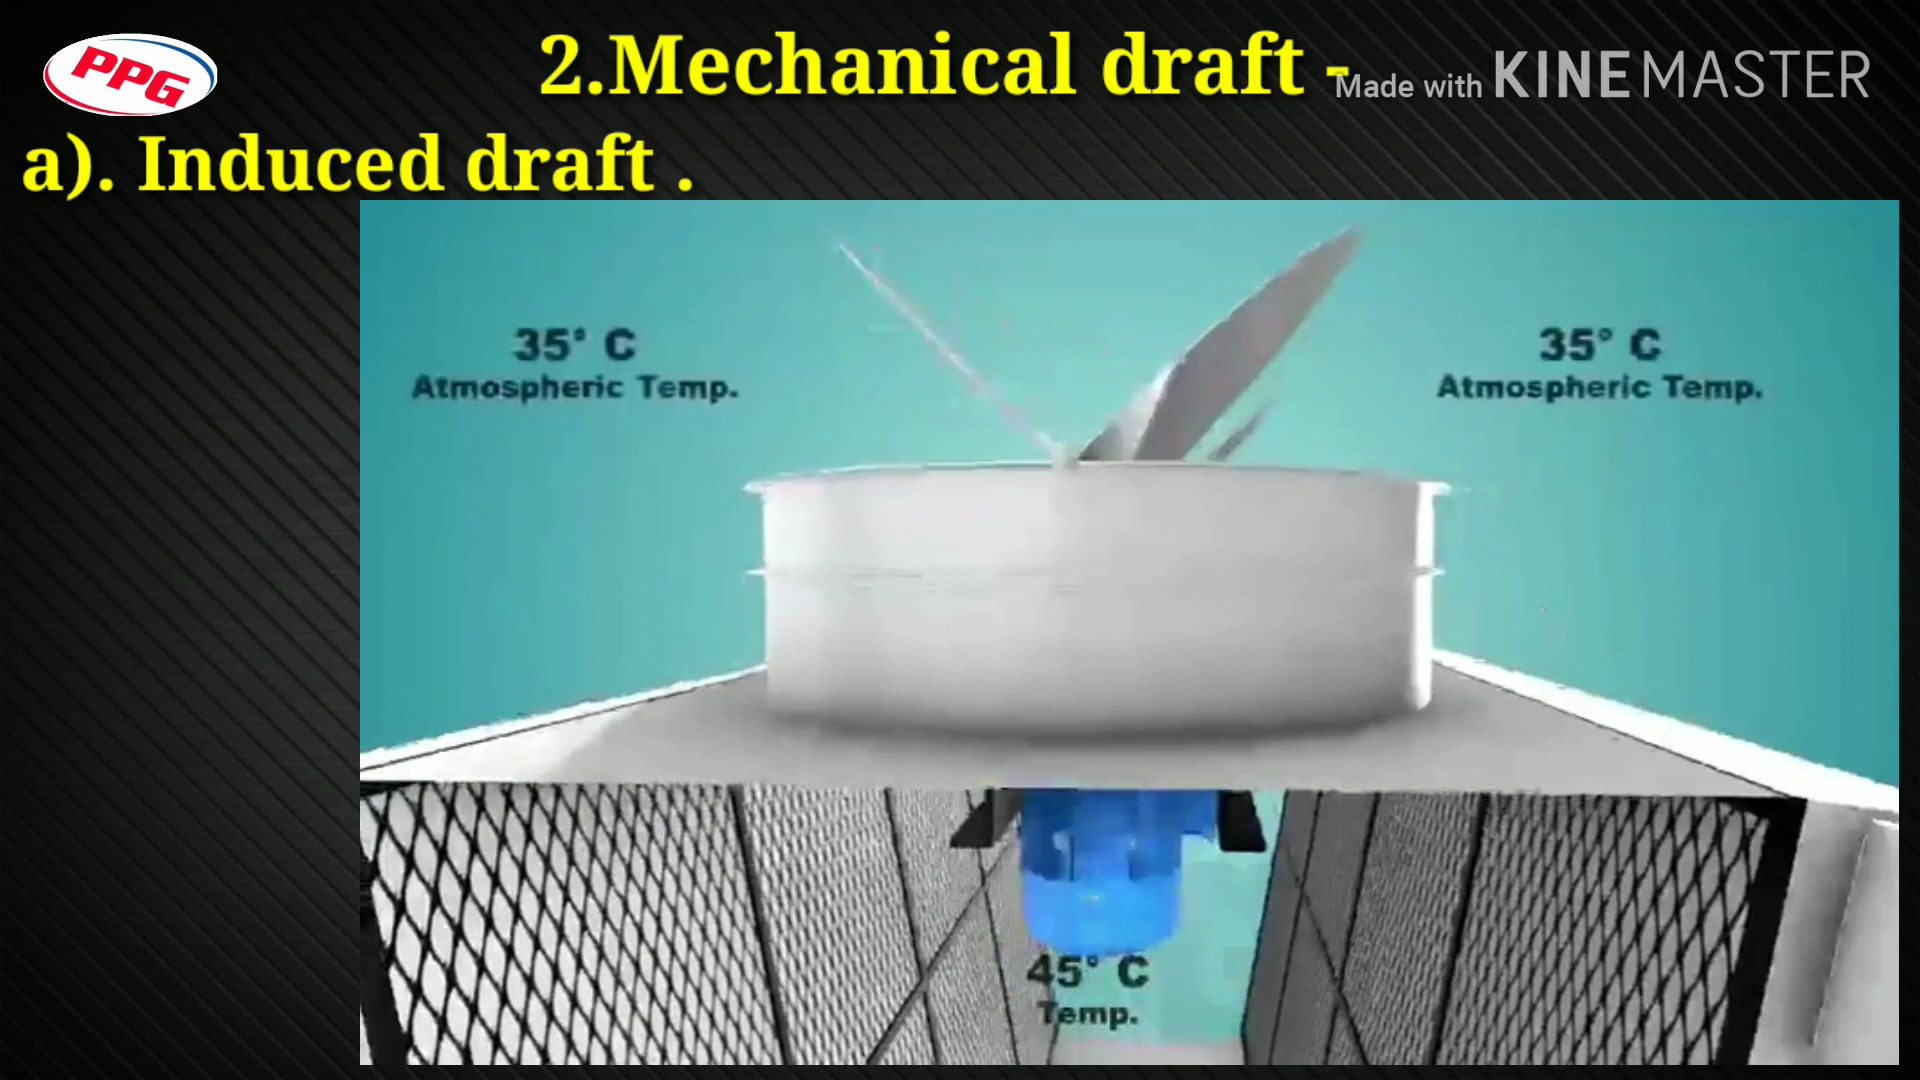 PPG
2.Mechanical draft -
Made with KINEMASTER
a). Induced draft .
35° C
Atmospheric Temp.
35° C
Atmospheric Temp.
45° C
Temp.